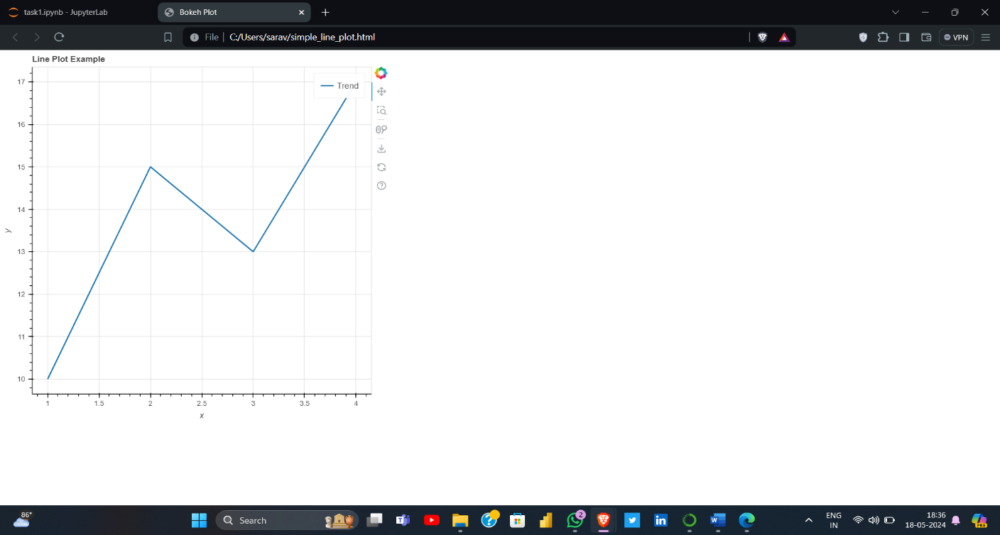 task1.ipynb - JupyterLab
Bokeh Plot
File
C:/Users/sarav/simple_line_plot.html
VPN
Line Plot Example
Trend
17
16
15
14
13
12
11
10
y
1
1.5
2
2.5
3
3.5
4
x
86°
Search
2
ENG
IN
18:36
18-05-2024
PRE